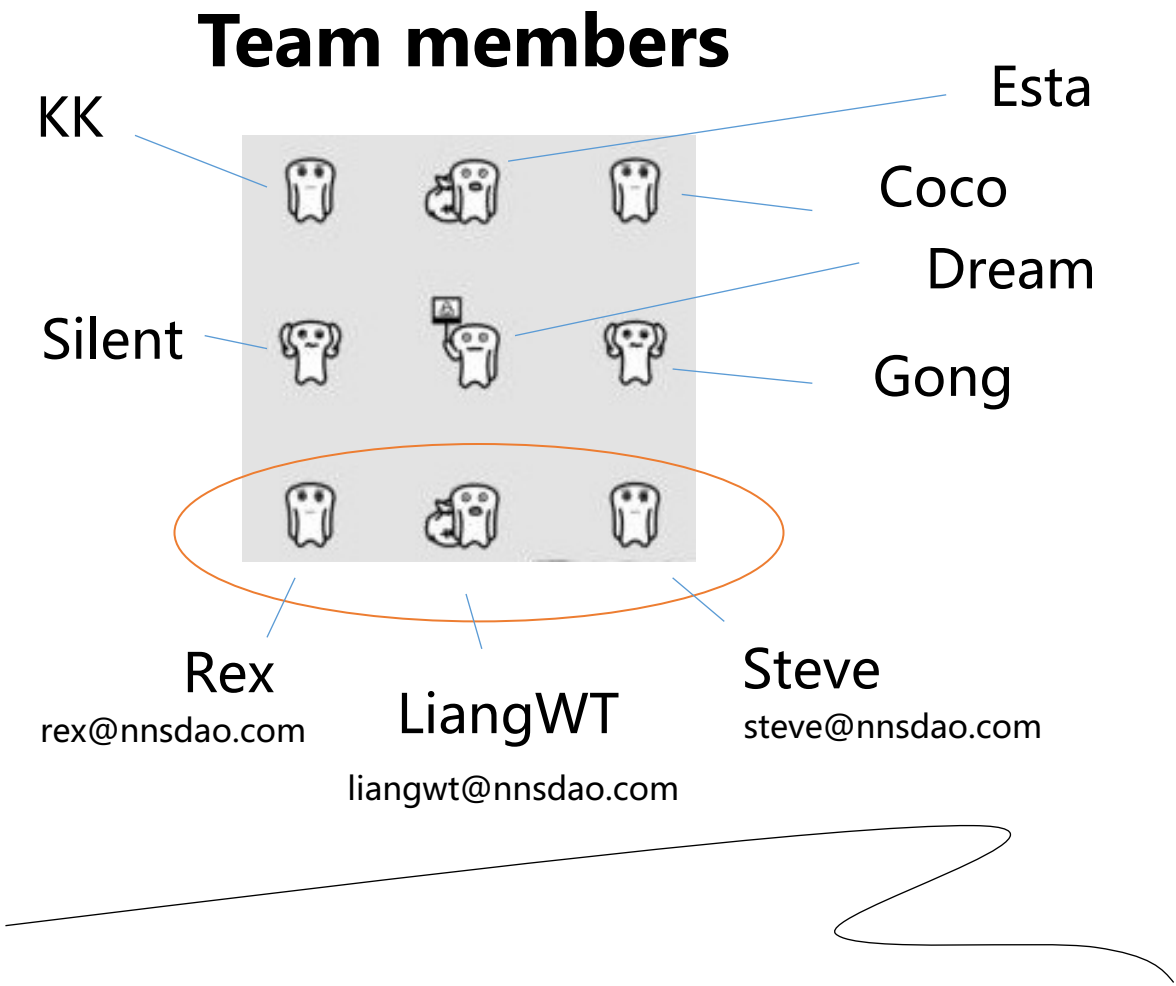 Team members
KK
Esta
Coco
Dream
Silent
Gong
Rex
rex@nnsdao.com
LiangWT
liangwt@nnsdao.com
Steve
steve@nnsdao.com